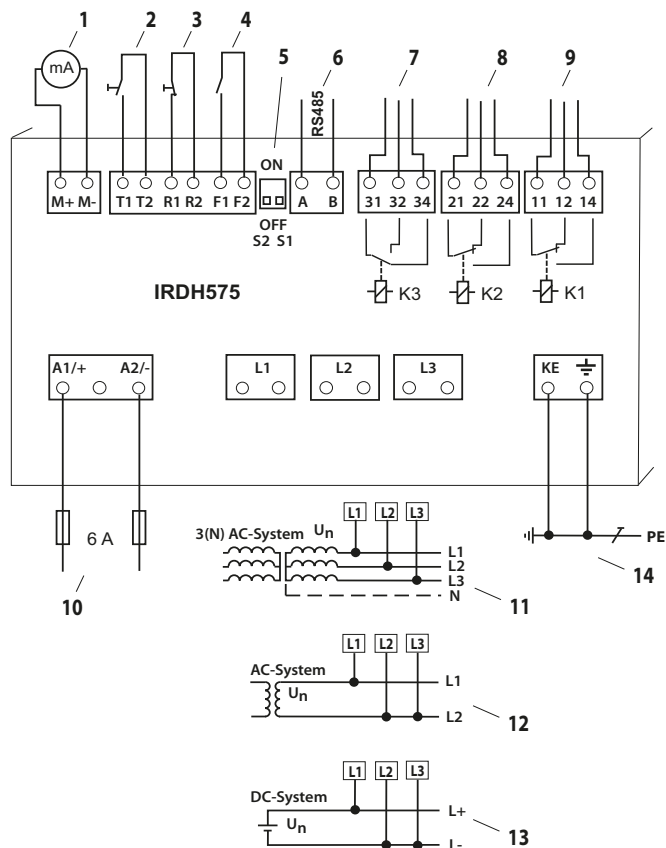 1 2 3 4 5 6 7 8 9
mA
RS485
ON
M+ M- T1 T2 R1 R2 F1 F2 A B 31 32 34 21 22 24 11 12 14
OFF
S2 S1
IRDH575
K3 K2 K1
A1/+ A2/- L1 L2 L3 KE
6 A
10
3(N) AC-System Un
L1 L2 L3
L1
L2
L3
N
11
PE
14
L1 L2 L3
AC-System
Un
L1
L2
12
L1 L2 L3
DC-System
Un
L+
L-
13